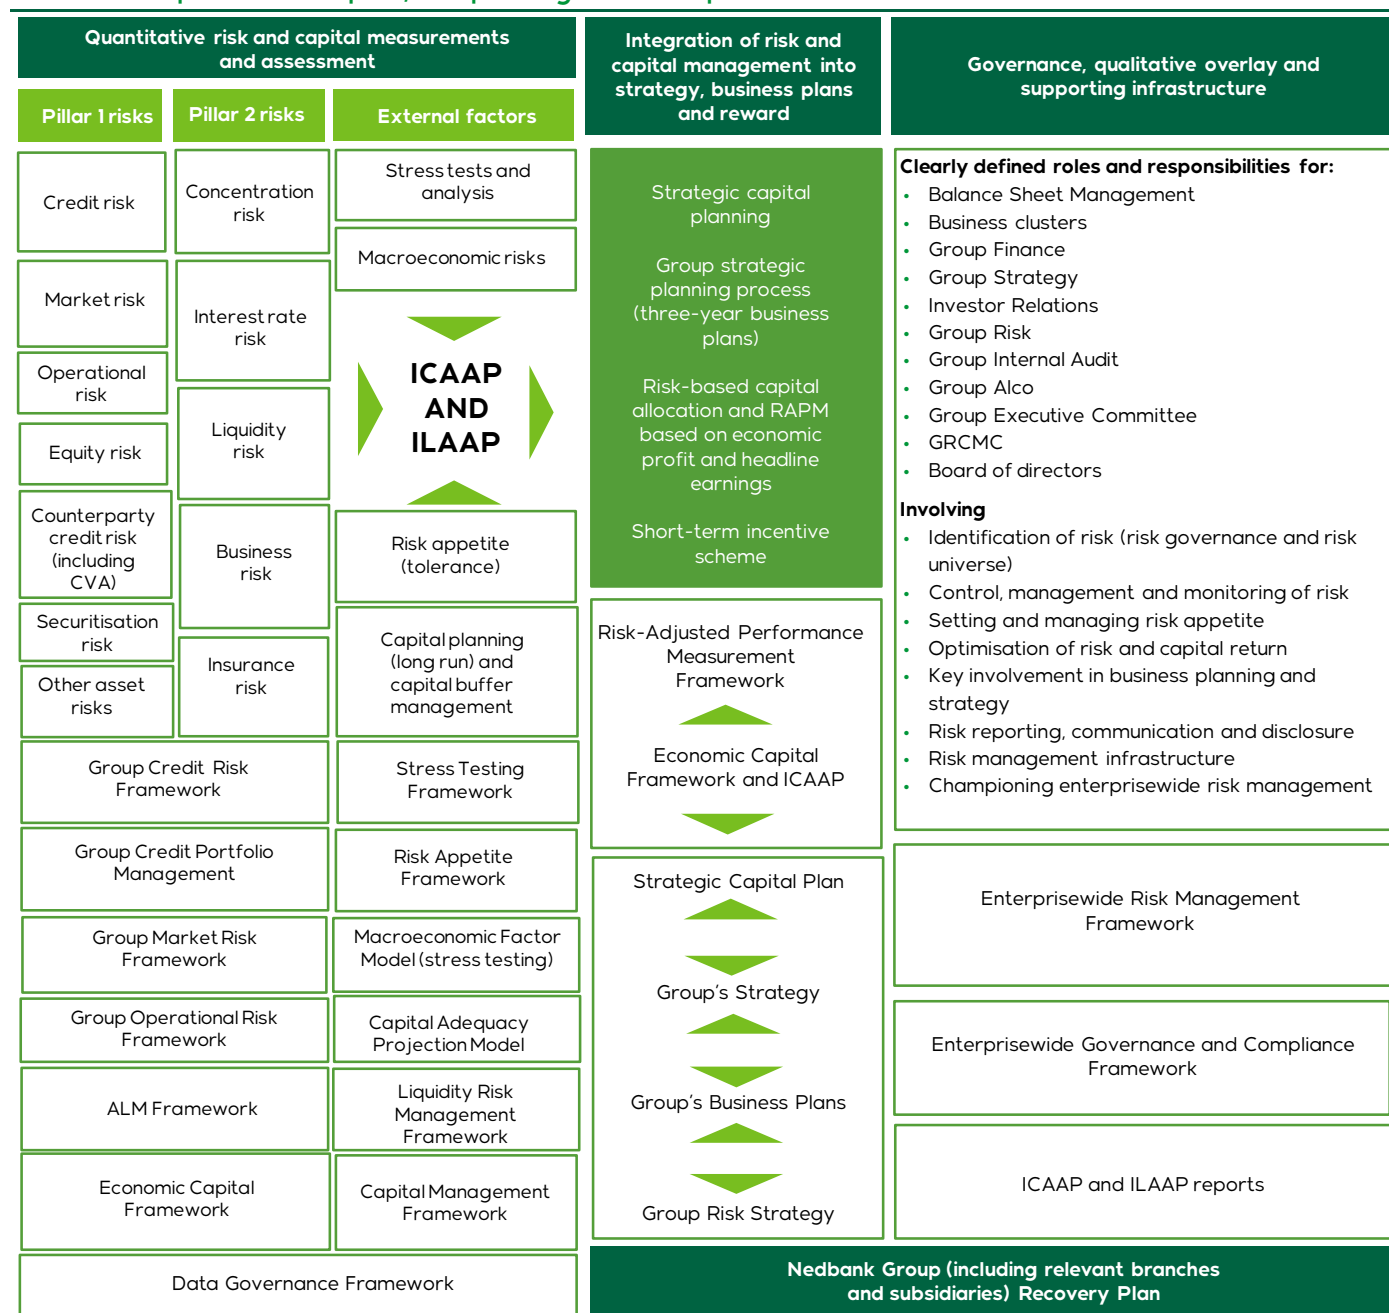 Quantitative risk and capital measurements
and assessment
Integration of risk and
capital management into
strategy, business plans
and reward
Governance, qualitative overlay and
supporting infrastructure
Pillar 1 risks
Pillar 2 risks
External factors
Credit risk
Market risk
Operational
risk
Equity risk
Counterparty
credit risk
(including
CVA)
Securitisation
risk
Other asset
risks
Concentration
risk
Interest rate
risk
Liquidity
risk
Business
risk
Insurance
risk
Stress tests and
analysis
Macroeconomic risks
ICAAP
AND
ILAAP
Risk appetite
(tolerance)
Capital planning
(long run) and
capital buffer
management
Group Credit Risk
Framework
Stress Testing
Framework
Group Credit Portfolio
Management
Risk Appetite
Framework
Group Market Risk
Framework
Macroeconomic Factor
Model (stress testing)
Group Operational Risk
Framework
Capital Adequacy
Projection Model
ALM Framework
Liquidity Risk
Management
Framework
Economic Capital
Framework
Capital Management
Framework
Data Governance Framework
Strategic capital
planning
Group strategic
planning process
(three-year business
plans)
Risk-based capital
allocation and RAPM
based on economic
profit and headline
earnings
Short-term incentive
scheme
Risk-Adjusted Performance
Measurement
Framework
Economic Capital
Framework and ICAAP
Strategic Capital Plan
Group's Strategy
Group's Business Plans
Group Risk Strategy
Clearly defined roles and responsibilities for:
• Balance Sheet Management
• Business clusters
• Group Finance
• Group Strategy
• Investor Relations
• Group Risk
• Group Internal Audit
• Group Alco
• Group Executive Committee
• GRCMC
• Board of directors
Involving
• Identification of risk (risk governance and risk
universe)
• Control, management and monitoring of risk
• Setting and managing risk appetite
• Optimisation of risk and capital return
• Key involvement in business planning and
strategy
• Risk reporting, communication and disclosure
• Risk management infrastructure
• Championing enterprisewide risk management
Enterprisewide Risk Management
Framework
Enterprisewide Governance and Compliance
Framework
ICAAP and ILAAP reports
Nedbank Group (including relevant branches
and subsidiaries) Recovery Plan